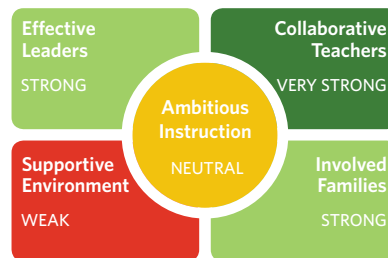 Effective
Leaders
STRONG
Collaborative
Teachers
VERY STRONG
Ambitious
Instruction
NEUTRAL
Supportive
Environment
WEAK
Involved
Families
STRONG